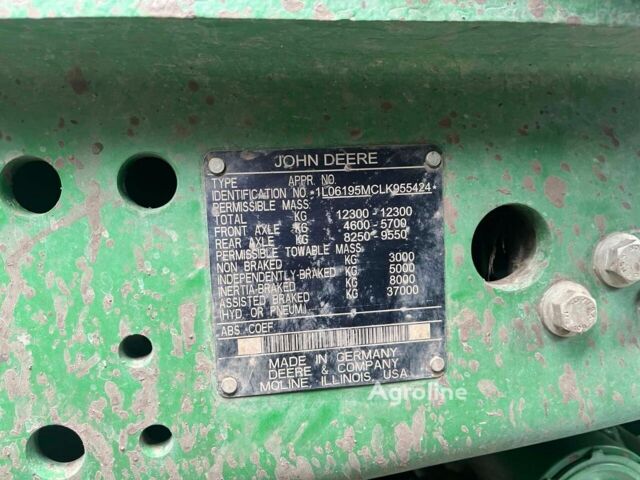 JOHN DEERE
TYPE APPR. NO
IDENTIFICATION NO. *1L06195MCLK955424*
PERMISSIBLE MASS:
TOTAL KG 12300 - 12300
FRONT AXLE KG 4600 - 5700
REAR AXLE KG 8250 - 9550
PERMISSIBLE TOWABLE MASS:
NON BRAKED KG 3000
INDEPENDENTLY-BRAKED KG 5000
INERTIA-BRAKED KG 8000
ASSISTED BRAKED KG 37000
(HYD. OR PNEUM)
ABS -COEF
MADE IN GERMANY
DEERE & COMPANY
MOLINE, ILLINOIS, USA
Agroline